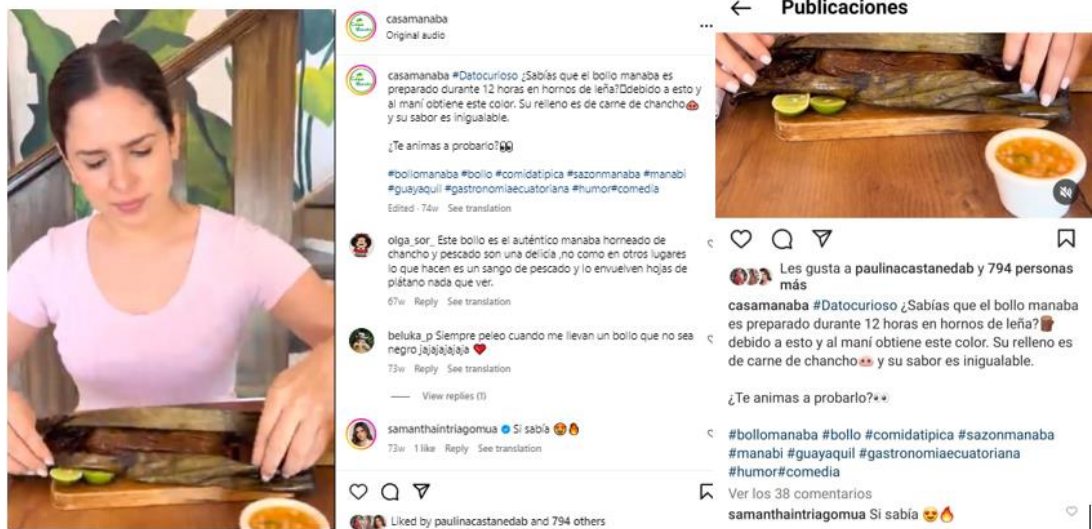 casamanaba
Original audio
casamanaba #Datocurioso ¿Sabías que el bollo manaba es
preparado durante 12 horas en hornos de leña?debido a esto y
al maní obtiene este color. Su relleno es de carne de chancho🐽
y su sabor es inigualable.
¿Te animas a probarlo?👀
#bollomanaba #bollo #comidatipica #sazonmanaba #manabi
#guayaquil #gastronomiaecuatoriana #humor#comedia
Edited · 74w See translation
olga_sor_ Este bollo es el auténtico manaba horneado de
chancho y pescado son una delicia ,no como en otros lugares
lo que hacen es un sango de pescado y lo envuelven hojas de
plátano nada que ver.
67w Reply See translation
beluka_p Siempre peleo cuando me llevan un bollo que no sea
negro jajajajajaja ❤️
73w Reply See translation
View replies (1)
samanthaintriagomua Si sabía 😍🔥
73w 1 like Reply See translation
Liked by paulinacastanedab and 794 others
Publicaciones
Les gusta a paulinacastanedab y 794 personas
más
casamanaba #Datocurioso ¿Sabías que el bollo manaba
es preparado durante 12 horas en hornos de leña?🪵
debido a esto y al maní obtiene este color. Su relleno es
de carne de chancho🐽 y su sabor es inigualable.
¿Te animas a probarlo?👀
#bollomanaba #bollo #comidatipica #sazonmanaba
#manabi #guayaquil #gastronomiaecuatoriana
#humor#comedia
Ver los 38 comentarios
samanthaintriagomua Si sabía 😍🔥